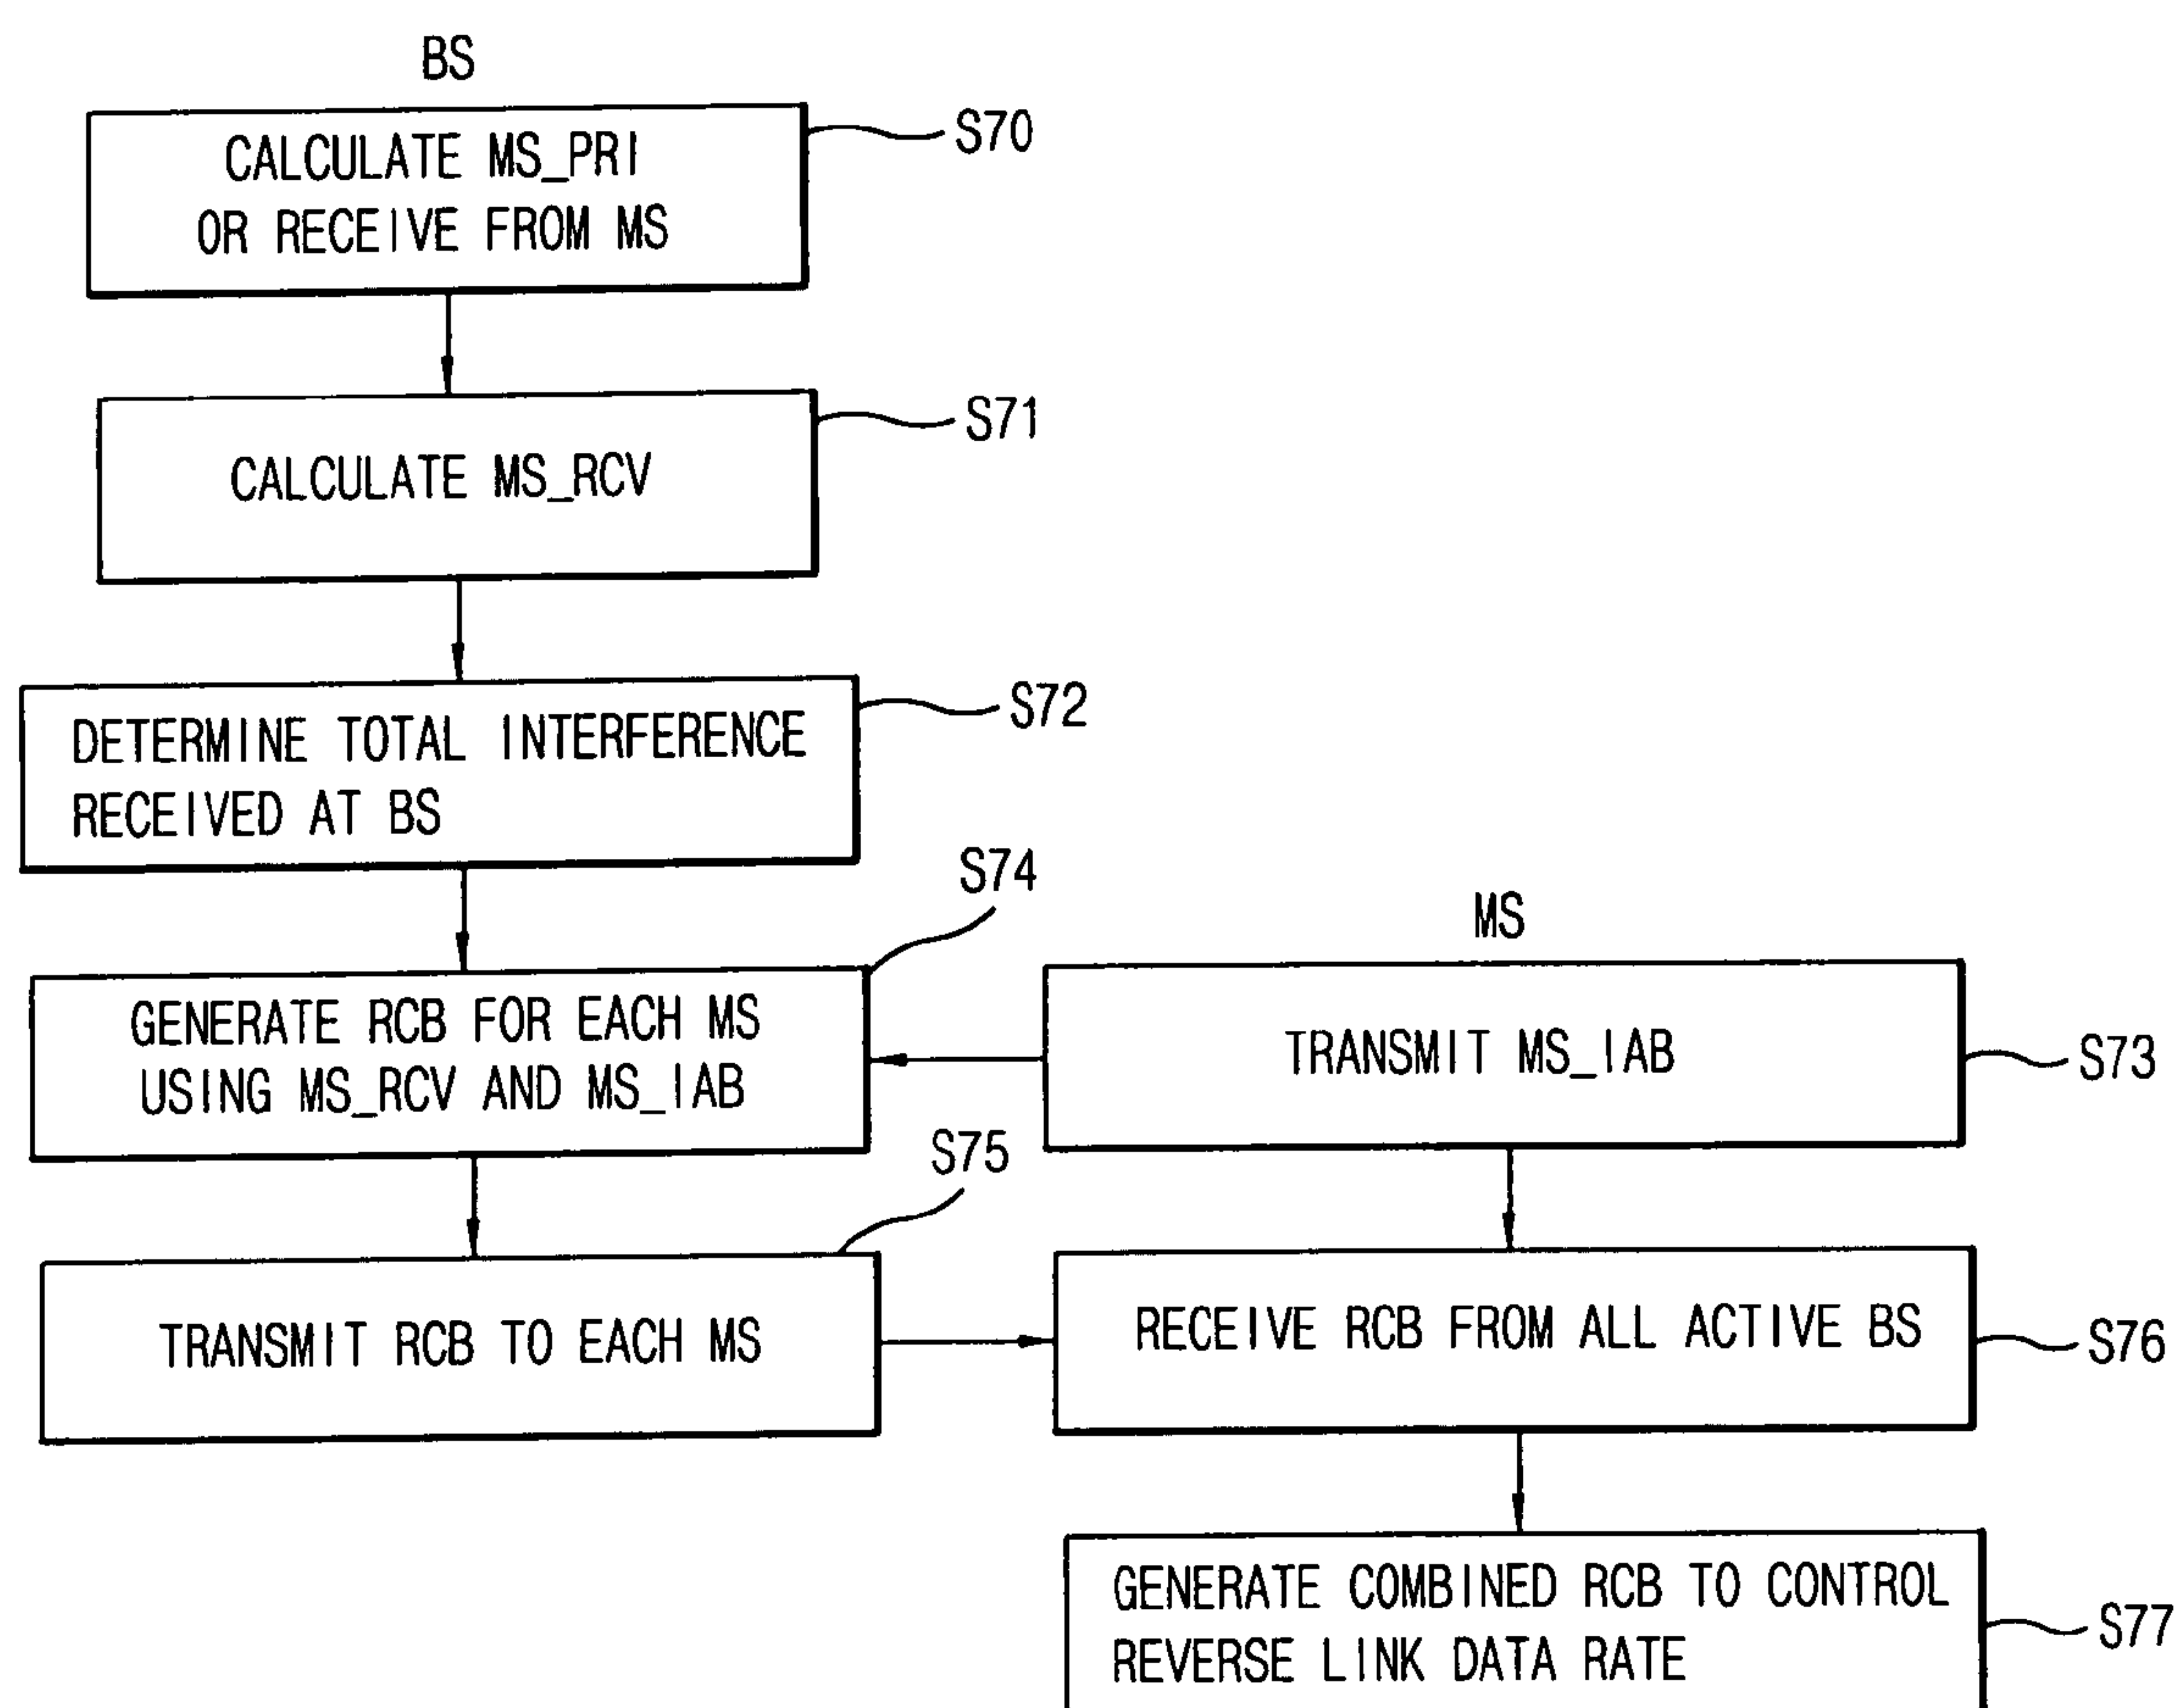 BS
CALCULATE MS_PRI
OR RECEIVE FROM MS
S70
CALCULATE MS_RCV
S71
DETERMINE TOTAL INTERFERENCE
RECEIVED AT BS
S72
GENERATE RCB FOR EACH MS
USING MS_RCV AND MS_IAB
S74
MS
TRANSMIT MS_IAB
S73
TRANSMIT RCB TO EACH MS
S75
RECEIVE RCB FROM ALL ACTIVE BS
S76
GENERATE COMBINED RCB TO CONTROL
REVERSE LINK DATA RATE
S77